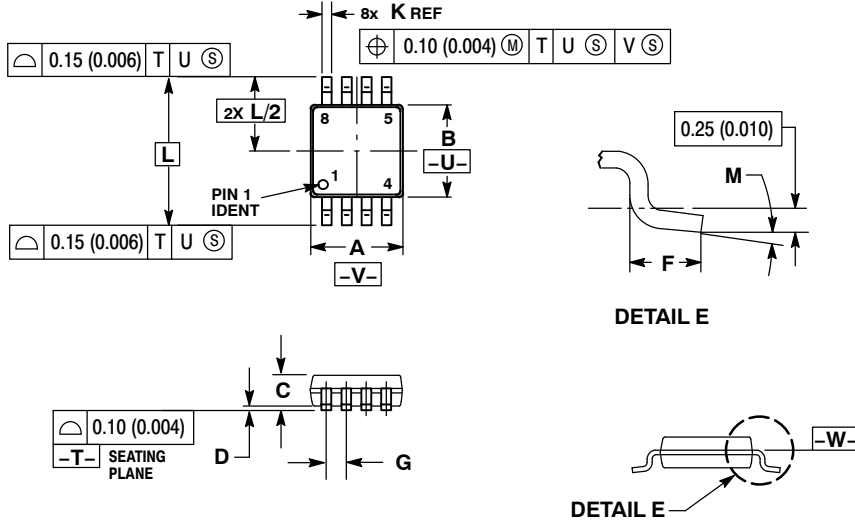 8x K REF
⌖ 0.10 (0.004) Ⓜ T U Ⓢ V Ⓢ
⌓ 0.15 (0.006) T U Ⓢ
2X L/2
8 5
B
-U-
L
PIN 1
IDENT
1
4
⌓ 0.15 (0.006) T U Ⓢ
A
-V-
0.25 (0.010)
M
F
DETAIL E
C
⌓ 0.10 (0.004)
-T- SEATING
PLANE
D
G
-W-
DETAIL E